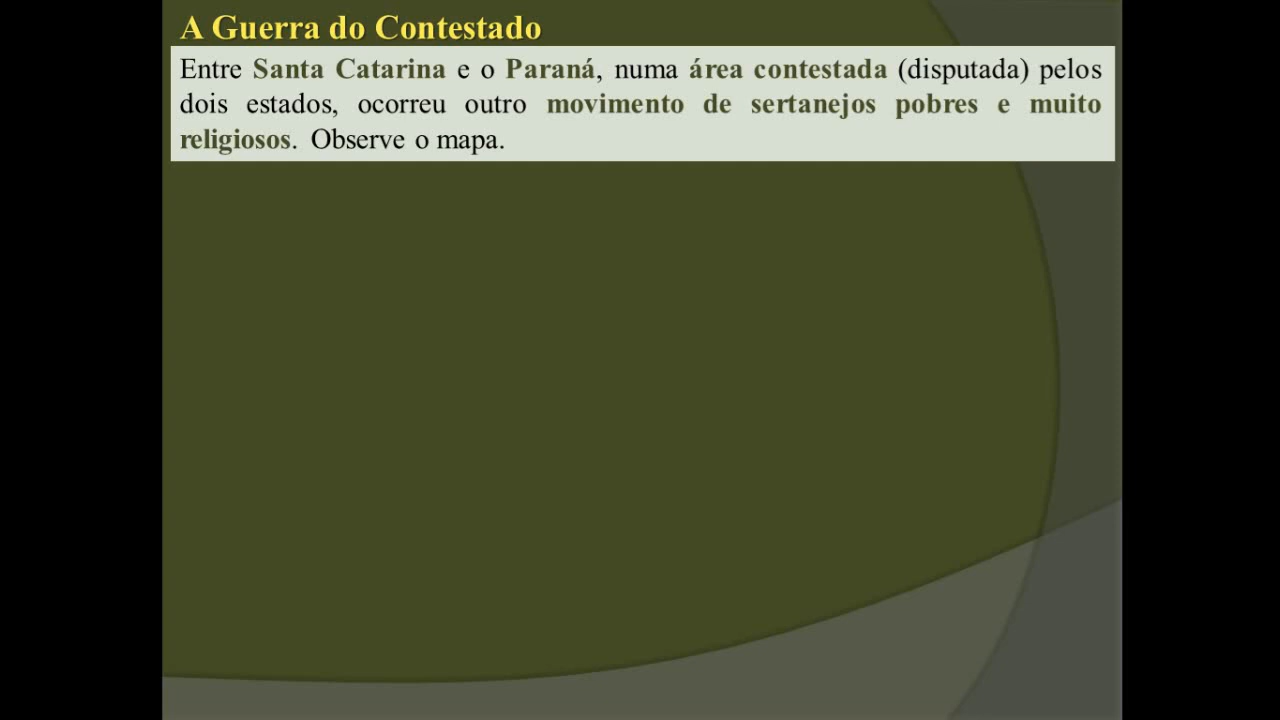 A Guerra do Contestado
Entre Santa Catarina e o Paraná, numa área contestada (disputada) pelos
dois estados, ocorreu outro movimento de sertanejos pobres e muito
religiosos. Observe o mapa.